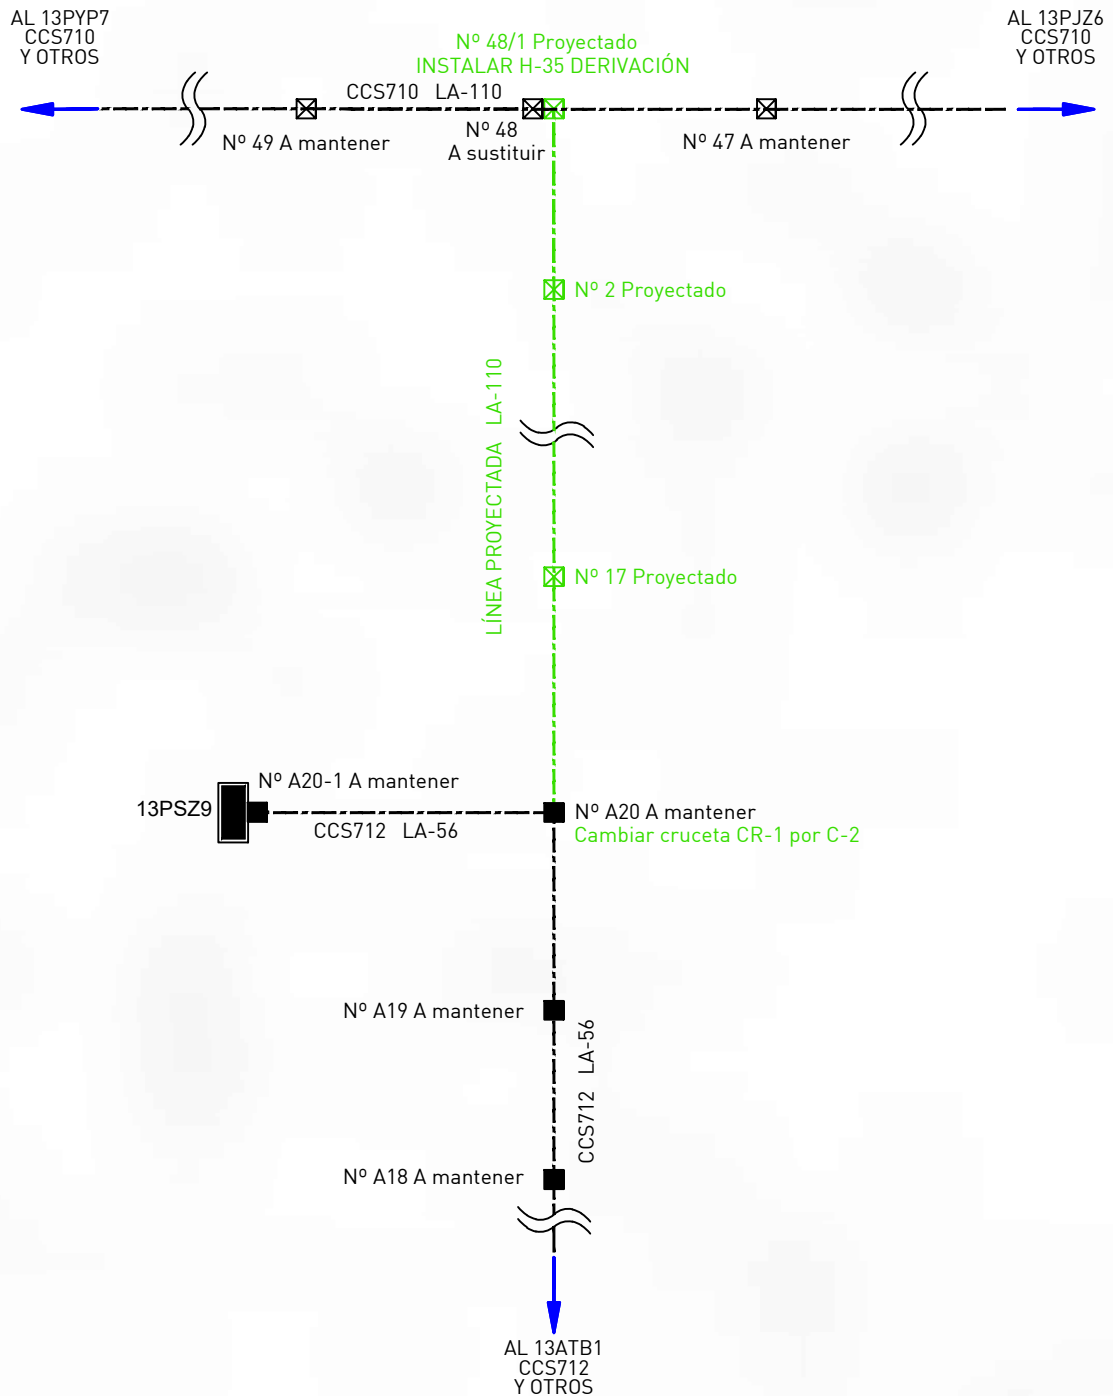 AL 13PYP7
CCS710
Y OTROS
Nº 48/1 Proyectado
INSTALAR H-35 DERIVACIÓN
AL 13PJZ6
CCS710
Y OTROS
CCS710 LA-110
Nº 49 A mantener
Nº 48
A sustituir
Nº 47 A mantener
Nº 2 Proyectado
LÍNEA PROYECTADA LA-110
Nº 17 Proyectado
Nº A20-1 A mantener
13PSZ9
CCS712 LA-56
Nº A20 A mantener
Cambiar cruceta CR-1 por C-2
Nº A19 A mantener
CCS712 LA-56
Nº A18 A mantener
AL 13ATB1
CCS712
Y OTROS